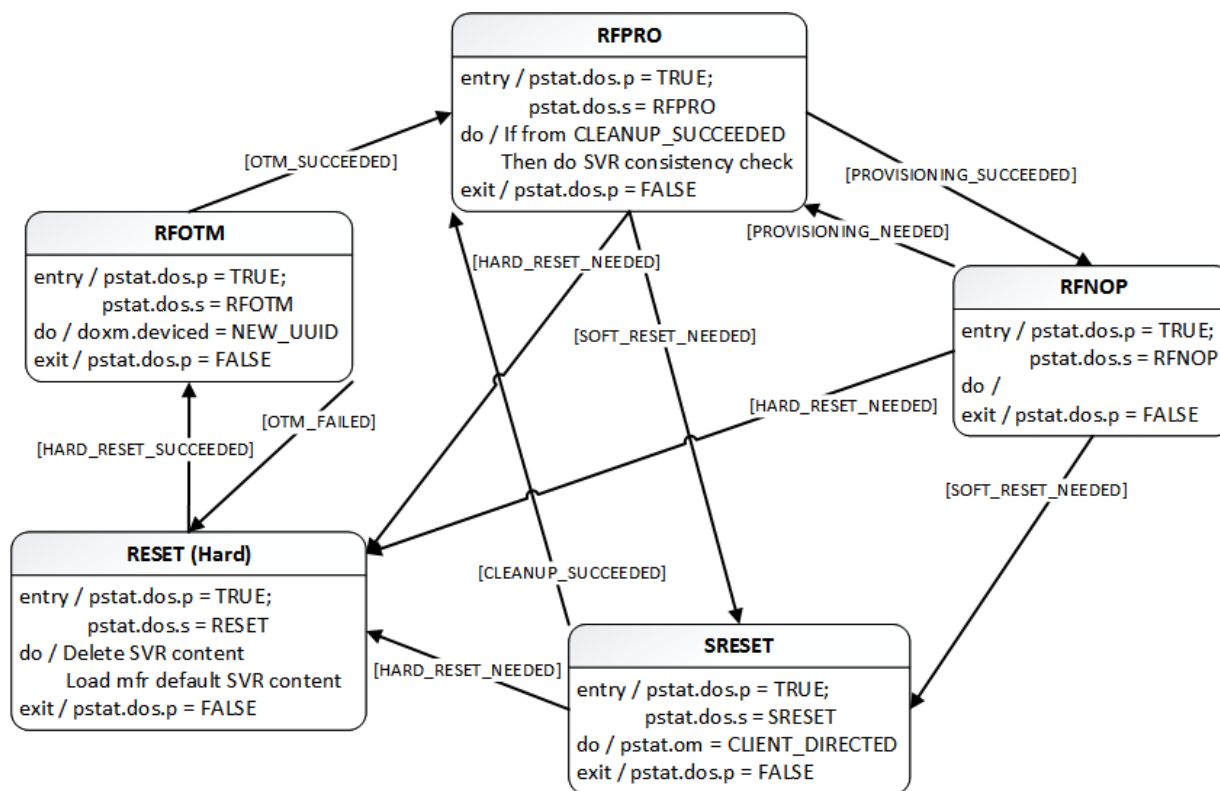 RFPRO
entry / pstat.dos.p = TRUE;
pstat.dos.s = RFPRO
do / If from CLEANUP_SUCCEEDED
Then do SVR consistency check
exit / pstat.dos.p = FALSE
[OTM_SUCCEEDED]
[PROVISIONING_SUCCEEDED]
[PROVISIONING_NEEDED]
RFOTM
entry / pstat.dos.p = TRUE;
pstat.dos.s = RFOTM
do / doxm.deviced = NEW_UUID
exit / pstat.dos.p = FALSE
[HARD_RESET_NEEDED]
[SOFT_RESET_NEEDED]
RFNOP
entry / pstat.dos.p = TRUE;
pstat.dos.s = RFNOP
do /
exit / pstat.dos.p = FALSE
[HARD_RESET_NEEDED]
[OTM_FAILED]
[HARD_RESET_SUCCEEDED]
[SOFT_RESET_NEEDED]
RESET (Hard)
entry / pstat.dos.p = TRUE;
pstat.dos.s = RESET
do / Delete SVR content
Load mfr default SVR content
exit / pstat.dos.p = FALSE
[CLEANUP_SUCCEEDED]
[HARD_RESET_NEEDED]
SRESET
entry / pstat.dos.p = TRUE;
pstat.dos.s = SRESET
do / pstat.om = CLIENT_DIRECTED
exit / pstat.dos.p = FALSE